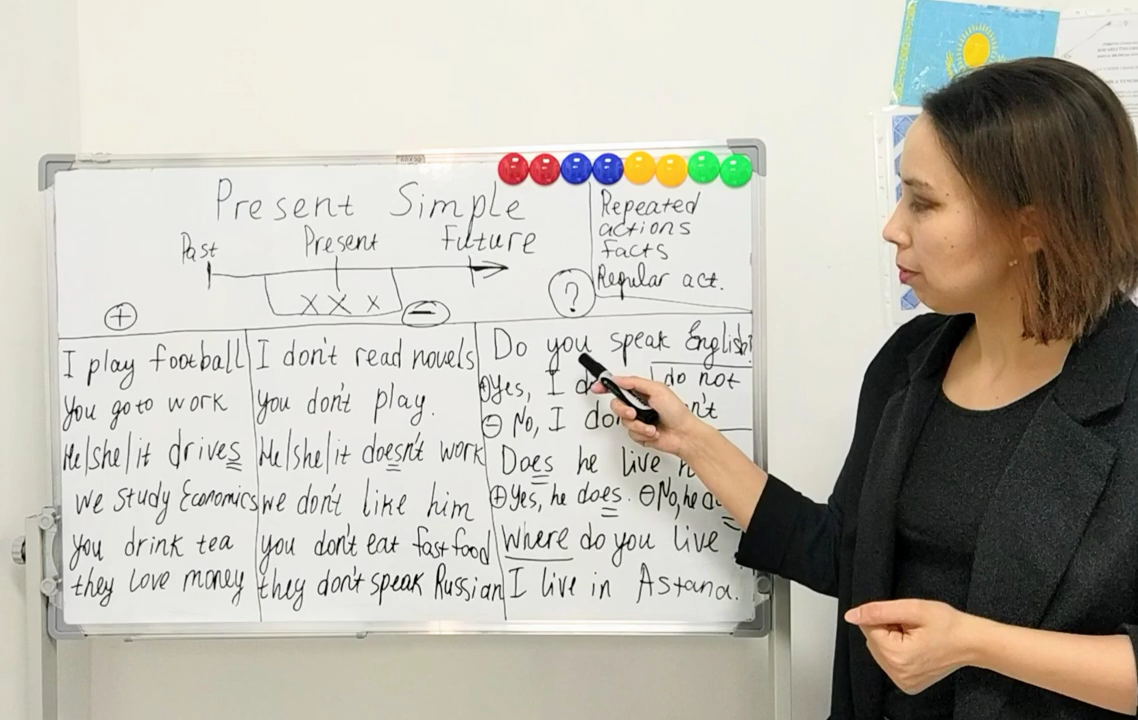 Present Simple
Past Present Future
Repeated
actions
facts
Regular act.
+ − ?
X X X
I play football
You go to work
He/she/it drives
we study Economics
you drink tea
they love money
I don't read novels
You don't play.
He/she/it doesn't work
we don't like him
you don't eat fast food
they don't speak Russian
Do you speak English?
+ Yes, I
− No, I
do not
Does he live
+ Yes, he does. − No, he
Where do you live
I live in Astana.